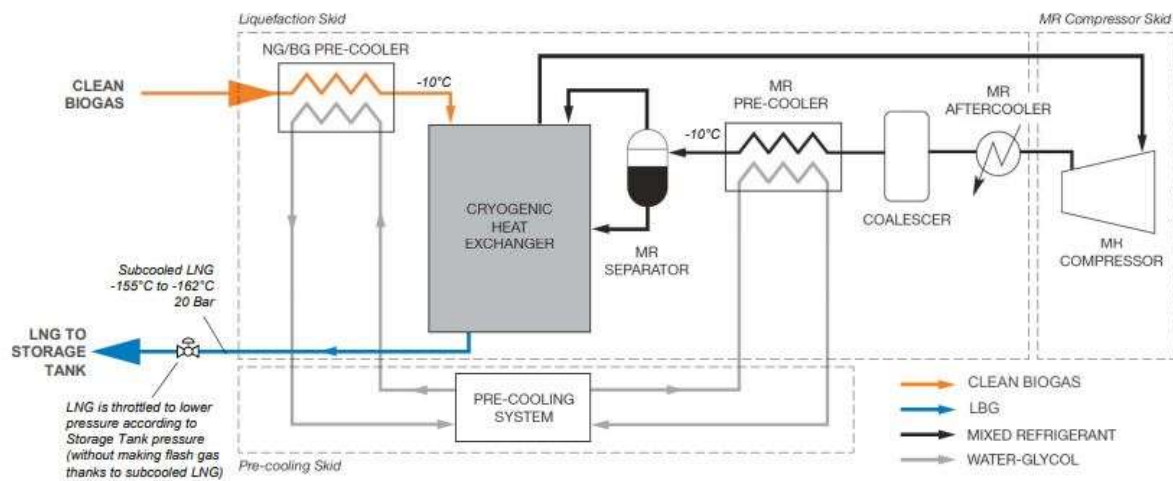 Liquefaction Skid
MR Compressor Skid
NG/BG PRE-COOLER
CLEAN
BIOGAS
-10°C
MR
PRE-COOLER
MR
AFTERCOOLER
-10°C
COALESCER
CRYOGENIC
HEAT
EXCHANGER
MR
SEPARATOR
MR
COMPRESSOR
Subcooled LNG
-155°C to -162°C
20 Bar
LNG TO
STORAGE
TANK
LNG is throttled to lower
pressure according to
Storage Tank pressure
(without making flash gas
thanks to subcooled LNG)
PRE-COOLING
SYSTEM
Pre-cooling Skid
CLEAN BIOGAS
LBG
MIXED REFRIGERANT
WATER-GLYCOL